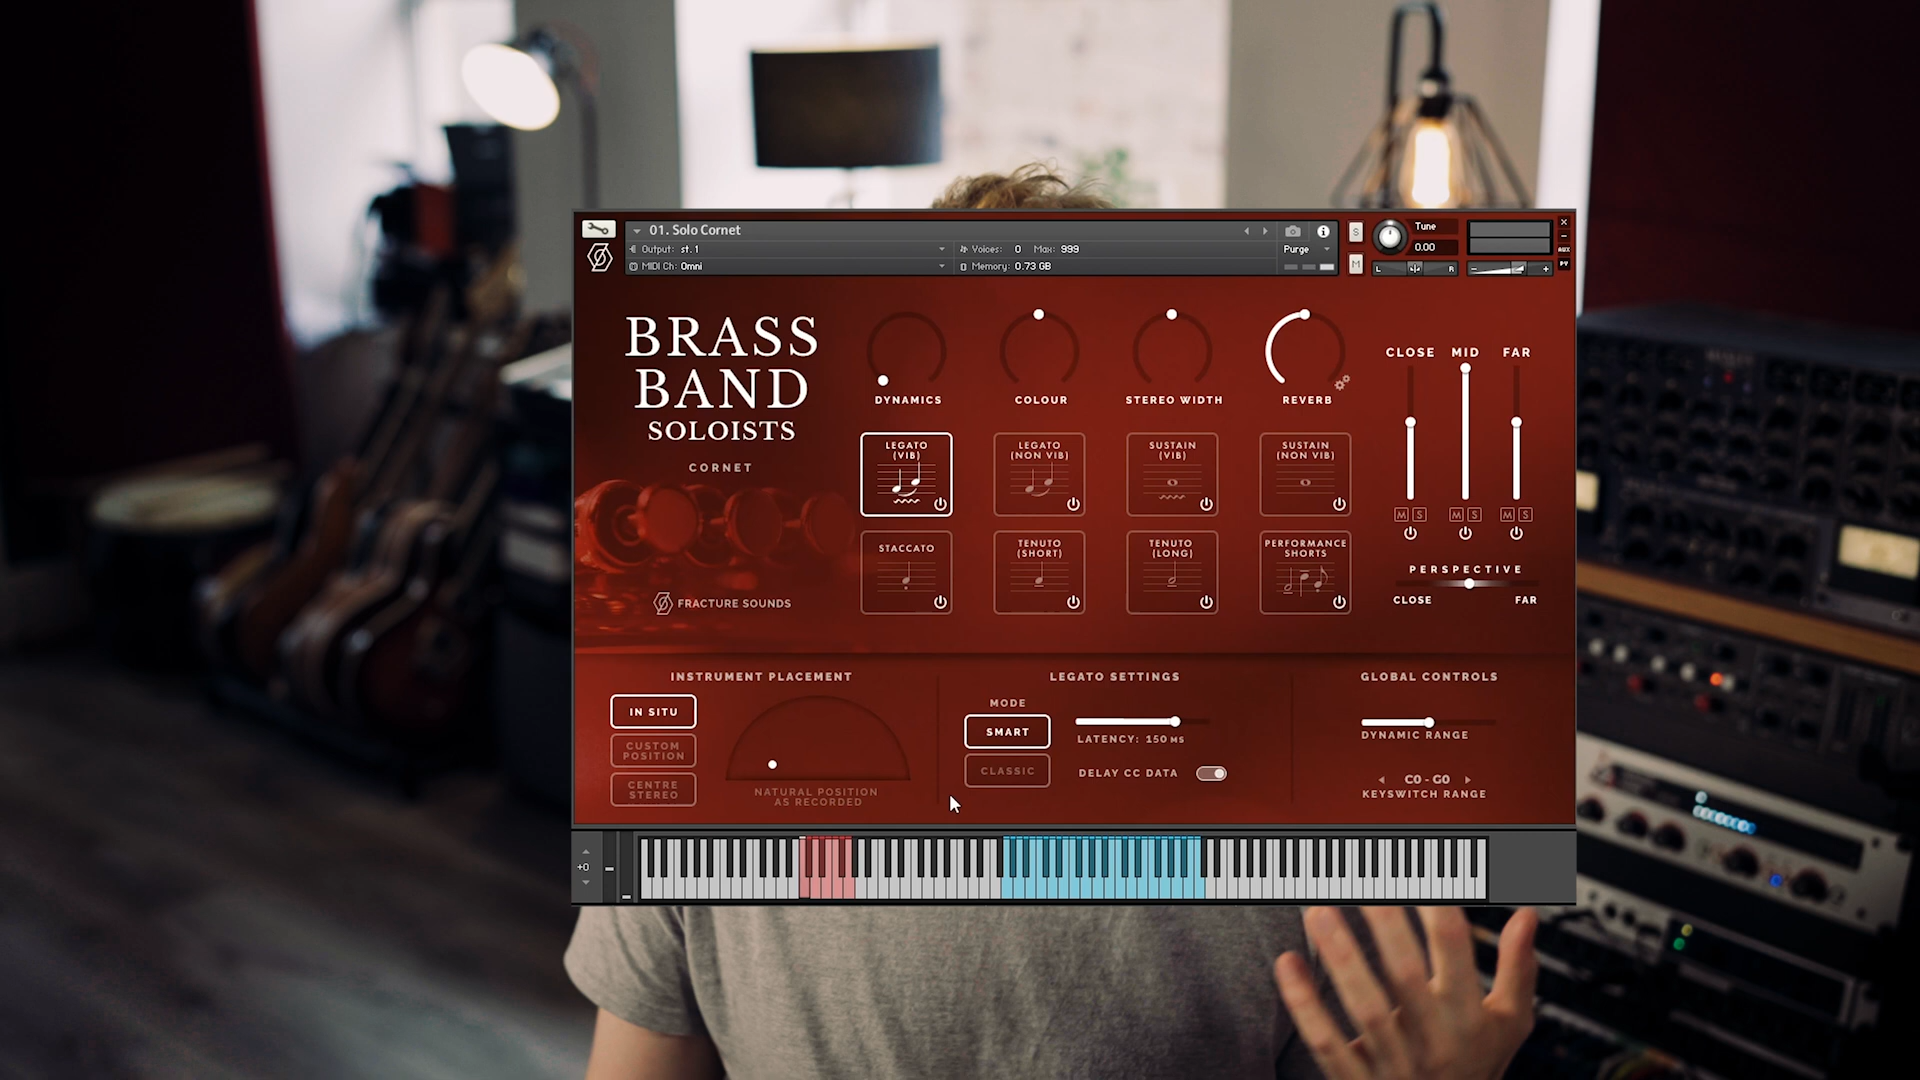 01. Solo Cornet
Output: st.1
Voices: 0 Max: 999
Purge
MIDI Ch: Omni
Memory: 0.73 GB
S
M
Tune
0.00
L R
- +
AUX
PV
BRASS
BAND
SOLOISTS
CORNET
FRACTURE SOUNDS
DYNAMICS
COLOUR
STEREO WIDTH
REVERB
LEGATO
(VIB)
LEGATO
(NON VIB)
SUSTAIN
(VIB)
SUSTAIN
(NON VIB)
STACCATO
TENUTO
(SHORT)
TENUTO
(LONG)
PERFORMANCE
SHORTS
CLOSE MID FAR
M S M S M S
PERSPECTIVE
CLOSE FAR
INSTRUMENT PLACEMENT
IN SITU
CUSTOM
POSITION
CENTRE
STEREO
NATURAL POSITION
AS RECORDED
LEGATO SETTINGS
MODE
SMART
CLASSIC
LATENCY: 150 MS
DELAY CC DATA
GLOBAL CONTROLS
DYNAMIC RANGE
C0 - G0
KEYSWITCH RANGE
+0